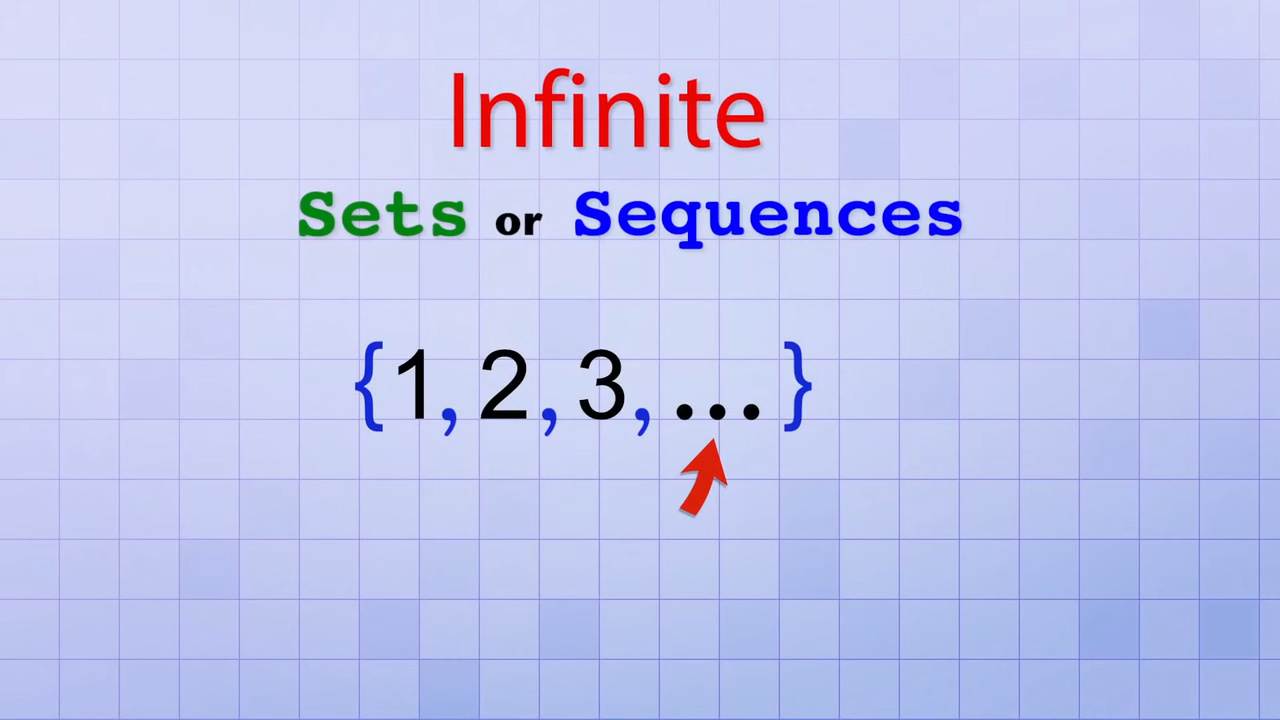 Infinite
Sets or Sequences
{1, 2, 3, ...}